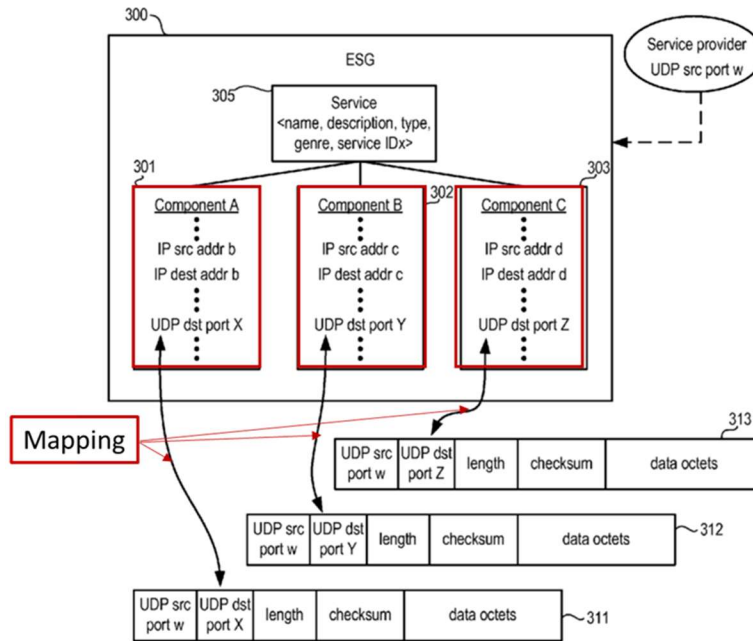 300
ESG
Service provider
UDP src port w
305
Service
<name, description, type,
genre, service IDx>
301
302
303
Component A
IP src addr b
IP dest addr b
UDP dst port X
Component B
IP src addr c
IP dest addr c
UDP dst port Y
Component C
IP src addr d
IP dest addr d
UDP dst port Z
Mapping
313
UDP src
port w
UDP dst
port Z
length
checksum
data octets
UDP src
port w
UDP dst
port Y
length
checksum
data octets
312
UDP src
port w
UDP dst
port X
length
checksum
data octets
311